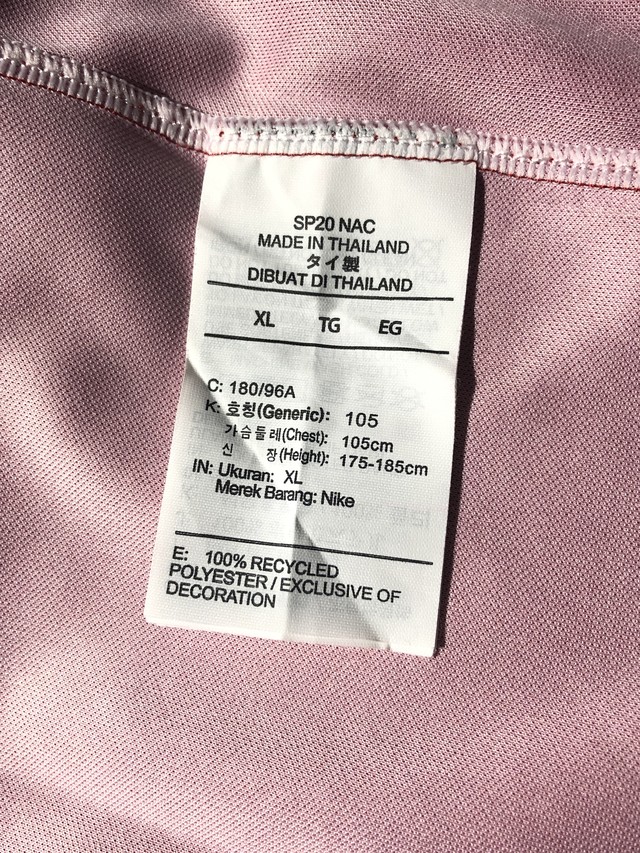 SP20 NAC
MADE IN THAILAND
タイ製
DIBUAT DI THAILAND
XL TG EG
C: 180/96A
K: 호칭(Generic): 105
가슴둘레(Chest): 105cm
신 장(Height): 175-185cm
IN: Ukuran: XL
Merek Barang: Nike
E: 100% RECYCLED
POLYESTER / EXCLUSIVE OF
DECORATION